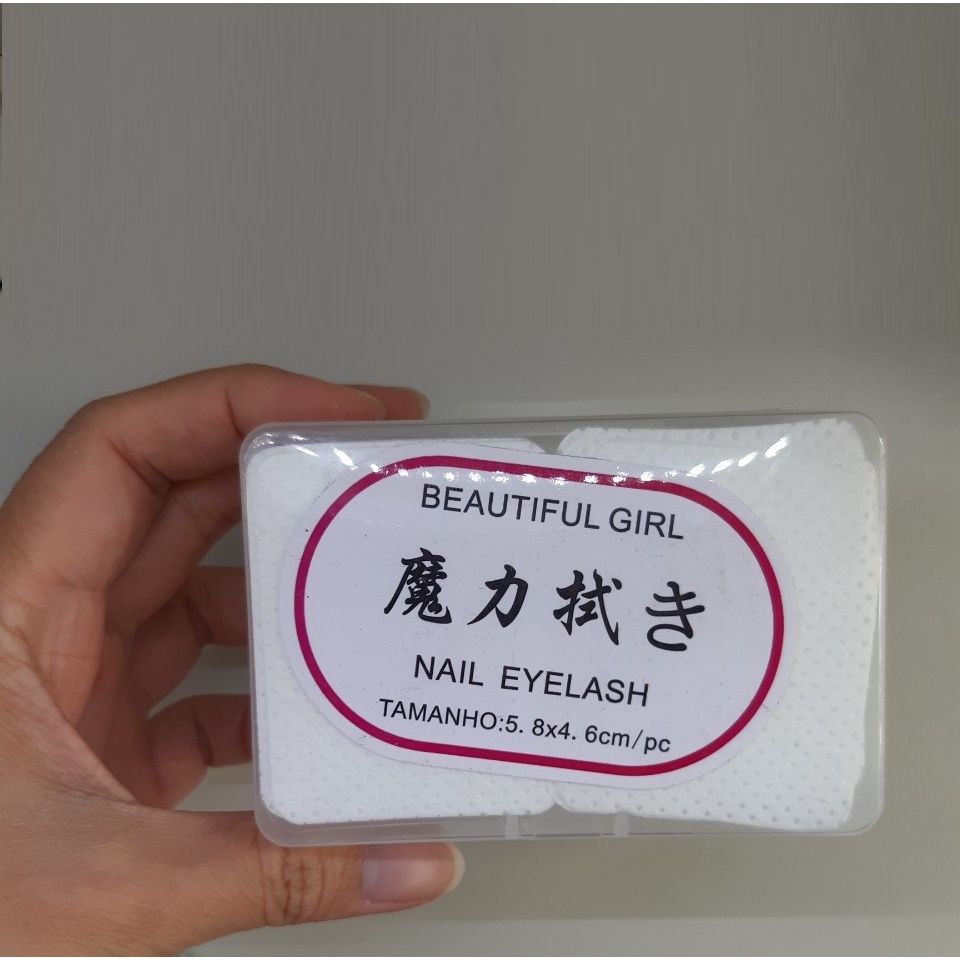 BEAUTIFUL GIRL
魔力拭き
NAIL EYELASH
TAMANHO:5. 8x4. 6cm/pc